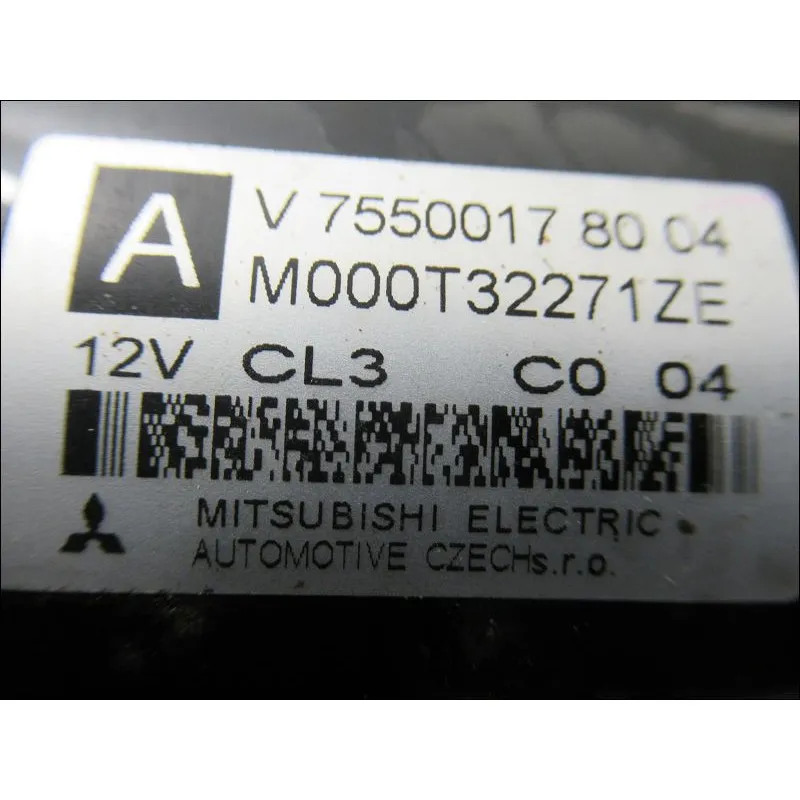 A
V 7550017 80 04
M000T32271ZE
12V CL3 C0 04
MITSUBISHI ELECTRIC
AUTOMOTIVE CZECHs.r.o.